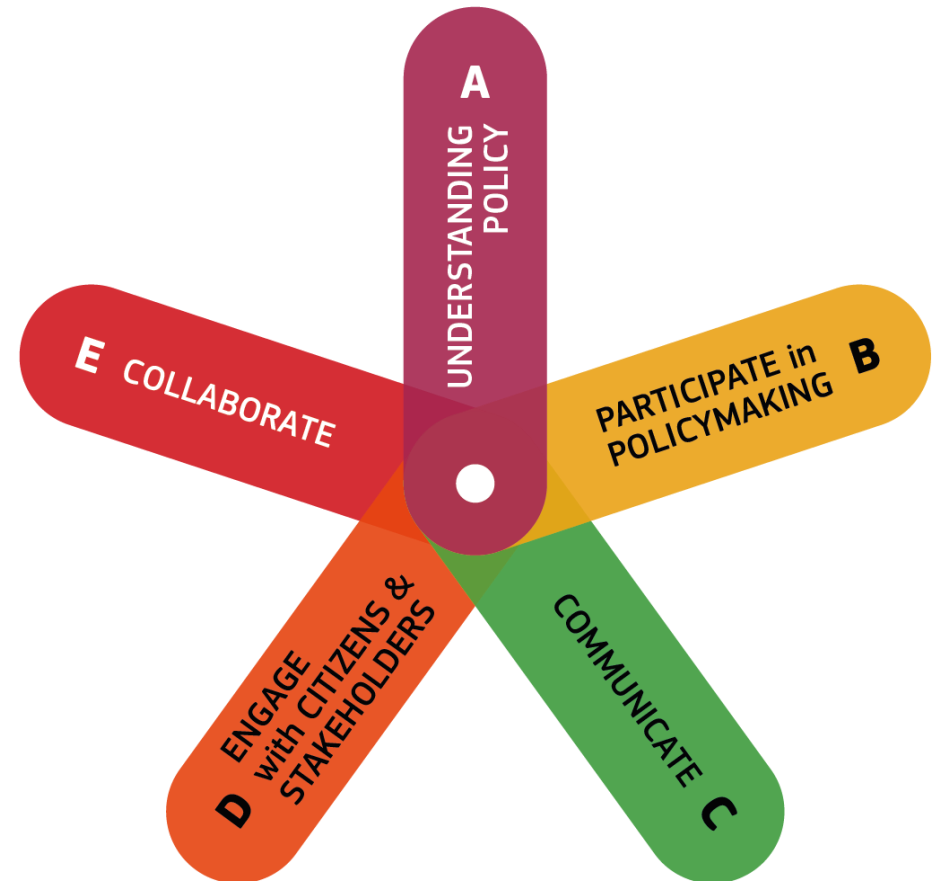 A
UNDERSTANDING
POLICY
B
PARTICIPATE in
POLICYMAKING
C
COMMUNICATE
D
ENGAGE
with CITIZENS &
STAKEHOLDERS
E
COLLABORATE